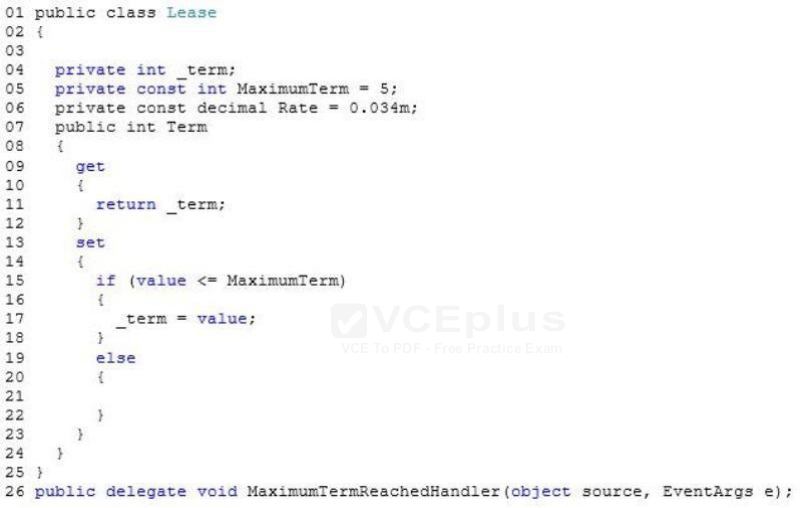 01 public class Lease
02 {
03
04 private int _term;
05 private const int MaximumTerm = 5;
06 private const decimal Rate = 0.034m;
07 public int Term
08 {
09 get
10 {
11 return _term;
12 }
13 set
14 {
15 if (value <= MaximumTerm)
16 {
17 _term = value;
18 }
19 else
20 {
21
22 }
23 }
24 }
25 }
26 public delegate void MaximumTermReachedHandler(object source, EventArgs e);
VCEplus
VCE To PDF - Free Practice Exam